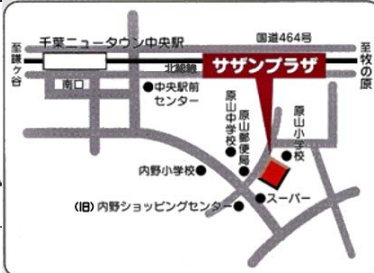 千葉ニュータウン中央駅
国道464号
至鎌ヶ谷
至牧の原
北総線
サザンプラザ
南口
中央駅前
センター
原山中学校
原山郵便局
原山小学校
内野小学校
スーパー
(旧)内野ショッピングセンター